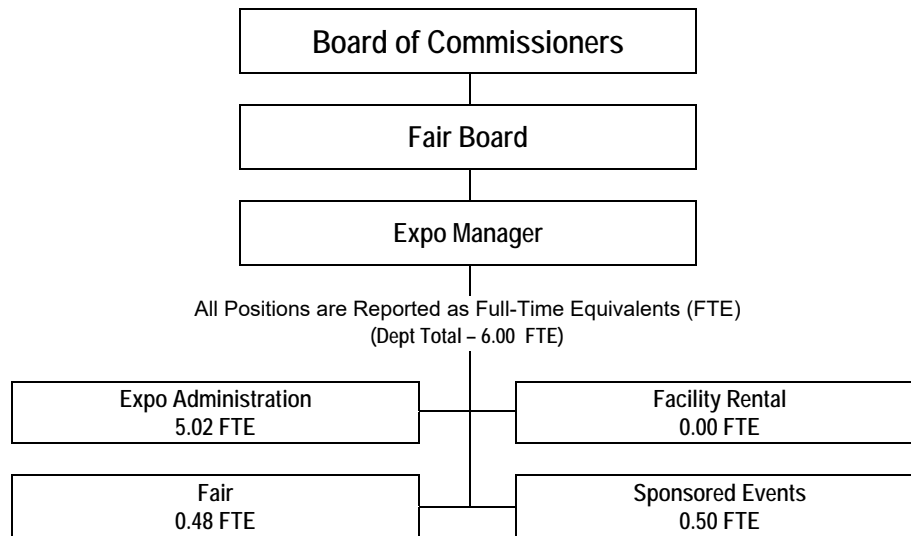 Board of Commissioners
Fair Board
Expo Manager
All Positions are Reported as Full-Time Equivalents (FTE)
(Dept Total – 6.00 FTE)
Expo Administration
5.02 FTE
Facility Rental
0.00 FTE
Fair
0.48 FTE
Sponsored Events
0.50 FTE